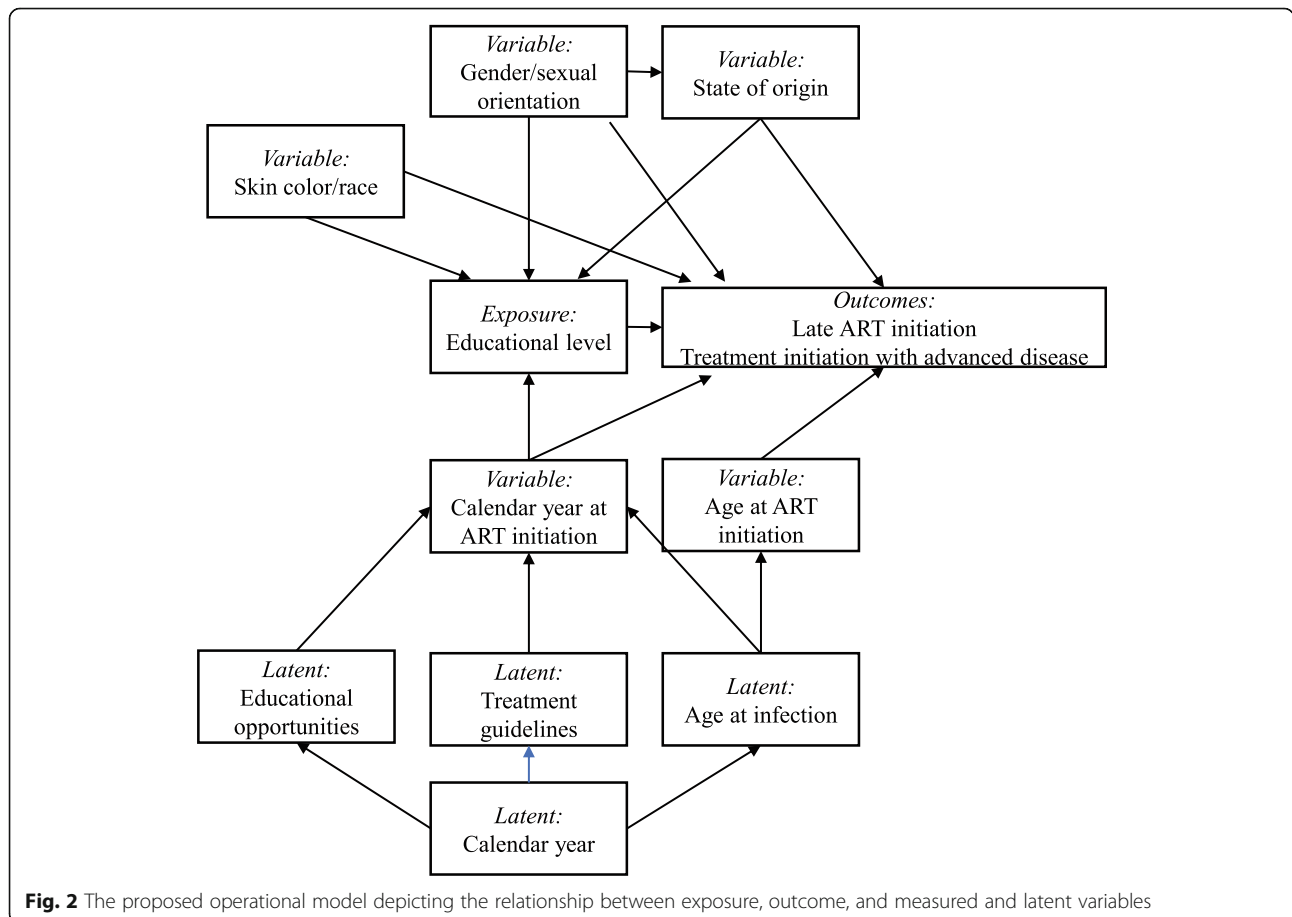 Variable:
Gender/sexual
orientation
Variable:
State of origin
Variable:
Skin color/race
Exposure:
Educational level
Outcomes:
Late ART initiation
Treatment initiation with advanced disease
Variable:
Calendar year at
ART initiation
Variable:
Age at ART
initiation
Latent:
Educational
opportunities
Latent:
Treatment
guidelines
Latent:
Age at infection
Latent:
Calendar year
Fig. 2 The proposed operational model depicting the relationship between exposure, outcome, and measured and latent variables